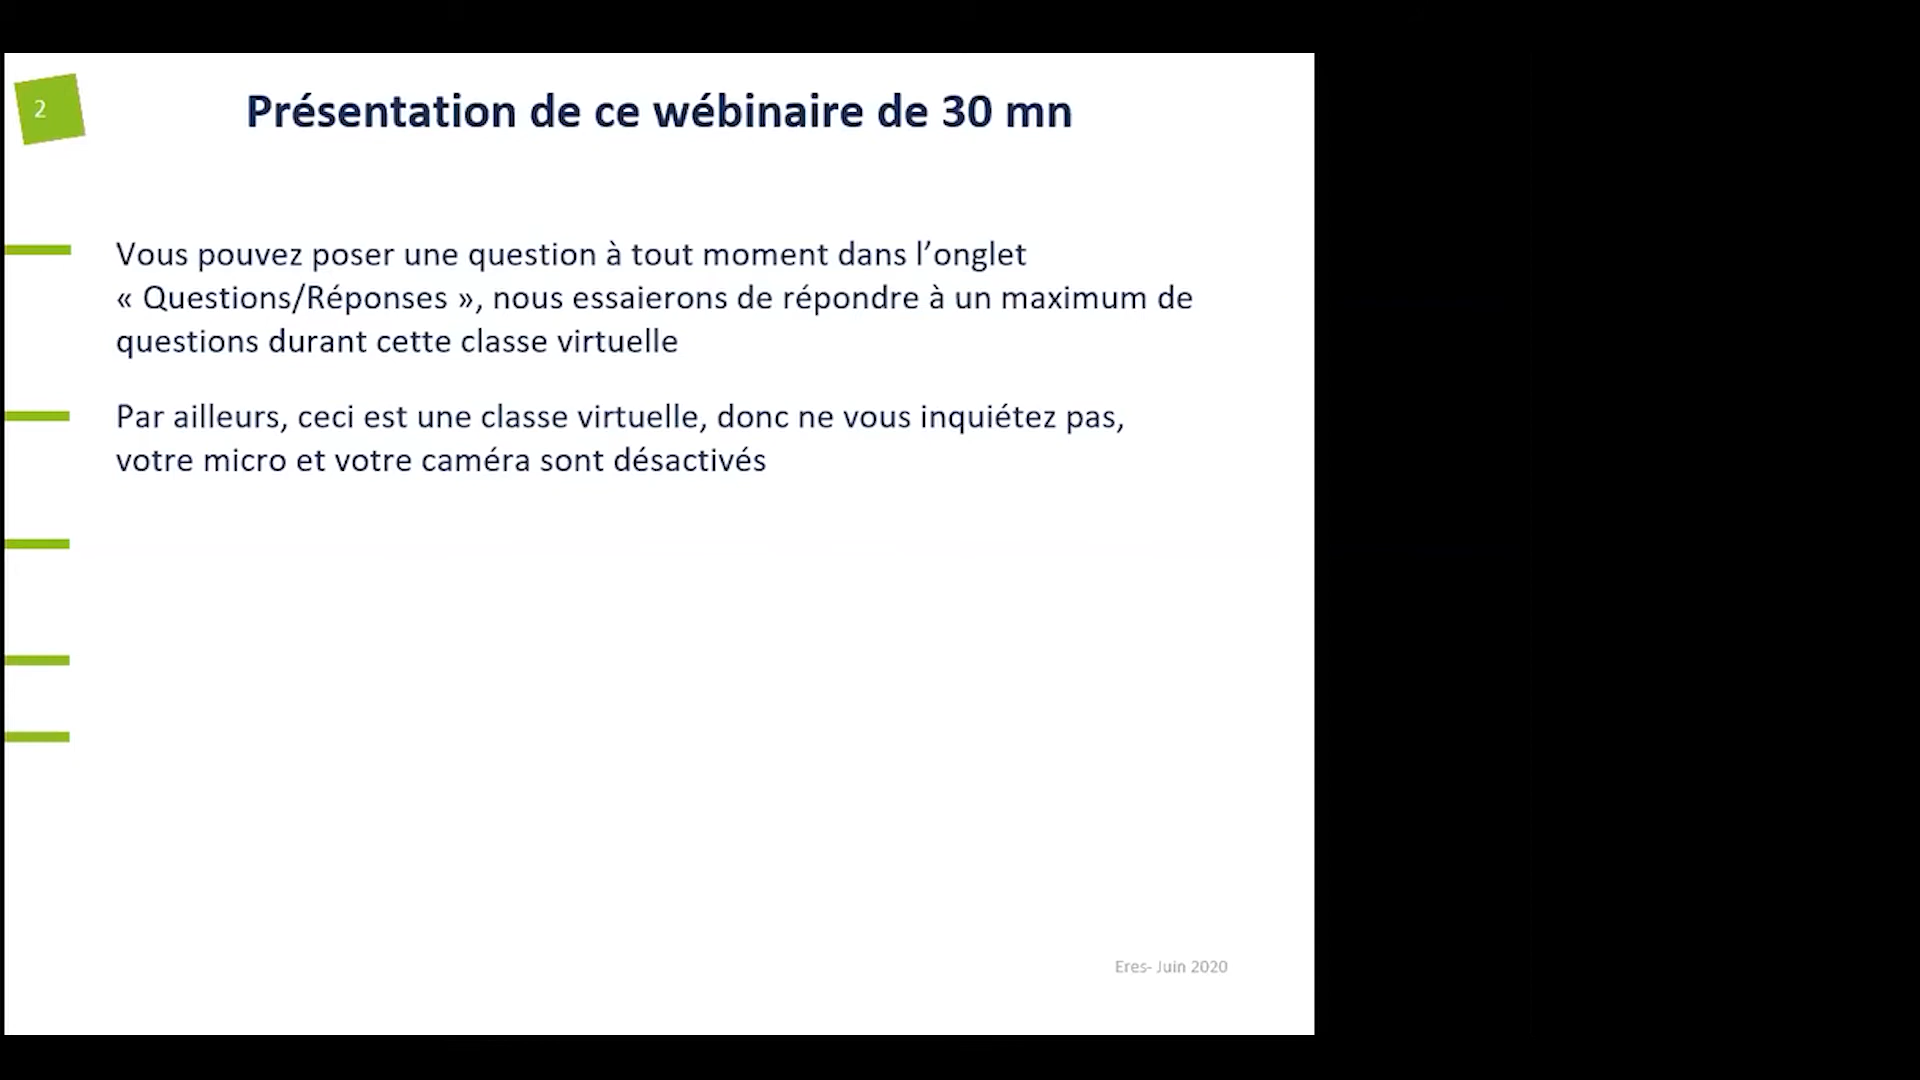 2
Présentation de ce wébinaire de 30 mn
Vous pouvez poser une question à tout moment dans l’onglet
« Questions/Réponses », nous essaierons de répondre à un maximum de
questions durant cette classe virtuelle
Par ailleurs, ceci est une classe virtuelle, donc ne vous inquiétez pas,
votre micro et votre caméra sont désactivés
Eres- Juin 2020